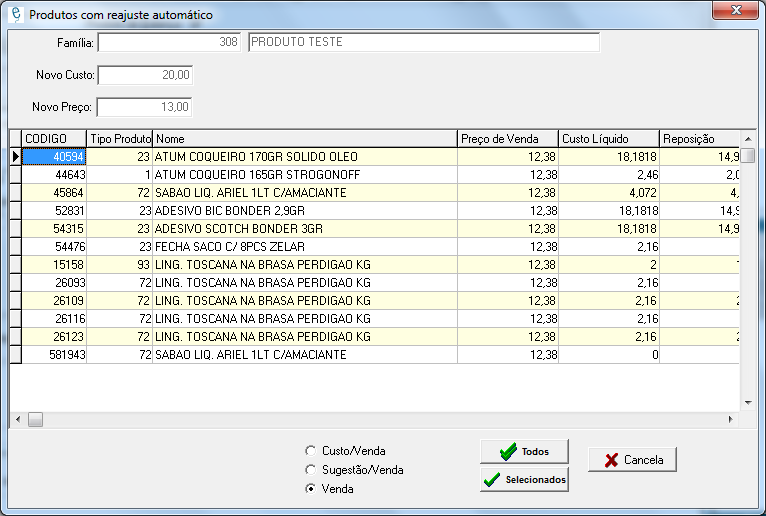 Produtos com reajuste automático
Família: 308 PRODUTO TESTE
Novo Custo: 20,00
Novo Preço: 13,00
CODIGO Tipo Produto Nome Preço de Venda Custo Líquido Reposição
40594 23 ATUM COQUEIRO 170GR SOLIDO OLEO 12,38 18,1818 14,9
44643 1 ATUM COQUEIRO 165GR STROGONOFF 12,38 2,46 2,0
45864 72 SABAO LIQ. ARIEL 1LT C/AMACIANTE 12,38 4,072 4,
52831 23 ADESIVO BIC BONDER 2,9GR 12,38 18,1818 14,9
54315 23 ADESIVO SCOTCH BONDER 3GR 12,38 18,1818 14,9
54476 23 FECHA SACO C/ 8PCS ZELAR 12,38 2,16
15158 93 LING. TOSCANA NA BRASA PERDIGAO KG 12,38 2
26093 72 LING. TOSCANA NA BRASA PERDIGAO KG 12,38 2,16
26109 72 LING. TOSCANA NA BRASA PERDIGAO KG 12,38 2,16 2
26116 72 LING. TOSCANA NA BRASA PERDIGAO KG 12,38 2,16
26123 72 LING. TOSCANA NA BRASA PERDIGAO KG 12,38 2,16 2
581943 72 SABAO LIQ. ARIEL 1LT C/AMACIANTE 12,38 0
Custo/Venda
Sugestão/Venda
Venda
Todos
Selecionados
Cancela